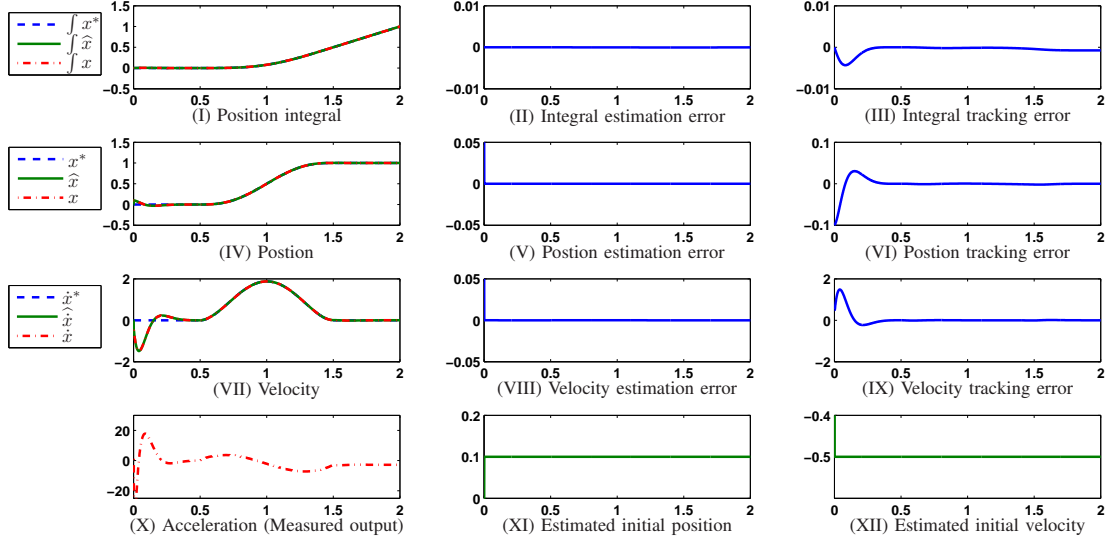 ∫ x*
∫ x̂
∫ x
1.5
1.0
0.5
0
−0.5
0 0.5 1 1.5 2
(I) Position integral
0.01
0
−0.01
0 0.5 1 1.5 2
(II) Integral estimation error
0.01
0
−0.01
0 0.5 1 1.5 2
(III) Integral tracking error
x*
x̂
x
1.5
1
0.5
0
−0.5
0 0.5 1 1.5 2
(IV) Postion
0.05
0
−0.05
0 0.5 1 1.5 2
(V) Postion estimation error
0.1
0
−0.1
0 0.5 1 1.5 2
(VI) Postion tracking error
ẋ*
ẋ̂
ẋ
2
0
−2
0 0.5 1 1.5 2
(VII) Velocity
0.05
0
−0.05
0 0.5 1 1.5 2
(VIII) Velocity estimation error
2
0
−2
0 0.5 1 1.5 2
(IX) Velocity tracking error
20
0
−20
0 0.5 1 1.5 2
(X) Acceleration (Measured output)
0.2
0.1
0
0 0.5 1 1.5 2
(XI) Estimated initial position
−0.4
−0.5
0 0.5 1 1.5 2
(XII) Estimated initial velocity